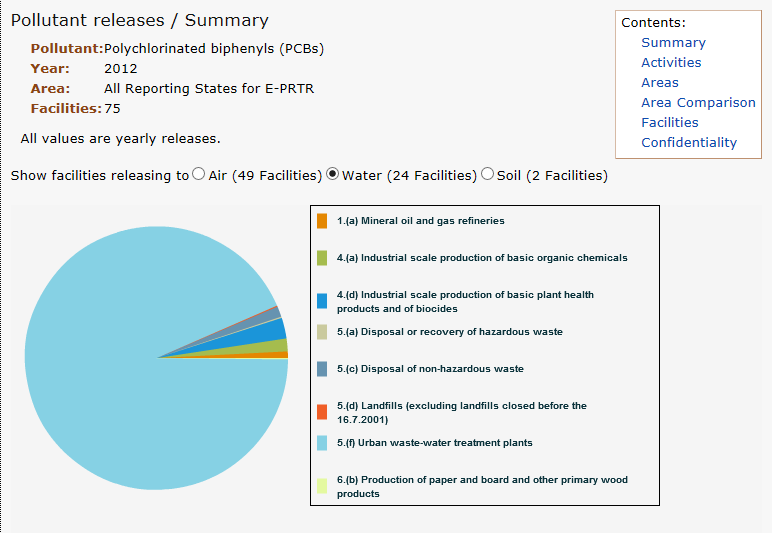 Pollutant releases / Summary
Pollutant: Polychlorinated biphenyls (PCBs)
Year: 2012
Area: All Reporting States for E-PRTR
Facilities: 75
All values are yearly releases.
Contents:
Summary
Activities
Areas
Area Comparison
Facilities
Confidentiality
Show facilities releasing to Air (49 Facilities) Water (24 Facilities) Soil (2 Facilities)
1.(a) Mineral oil and gas refineries
4.(a) Industrial scale production of basic organic chemicals
4.(d) Industrial scale production of basic plant health
products and of biocides
5.(a) Disposal or recovery of hazardous waste
5.(c) Disposal of non-hazardous waste
5.(d) Landfills (excluding landfills closed before the
16.7.2001)
5.(f) Urban waste-water treatment plants
6.(b) Production of paper and board and other primary wood
products